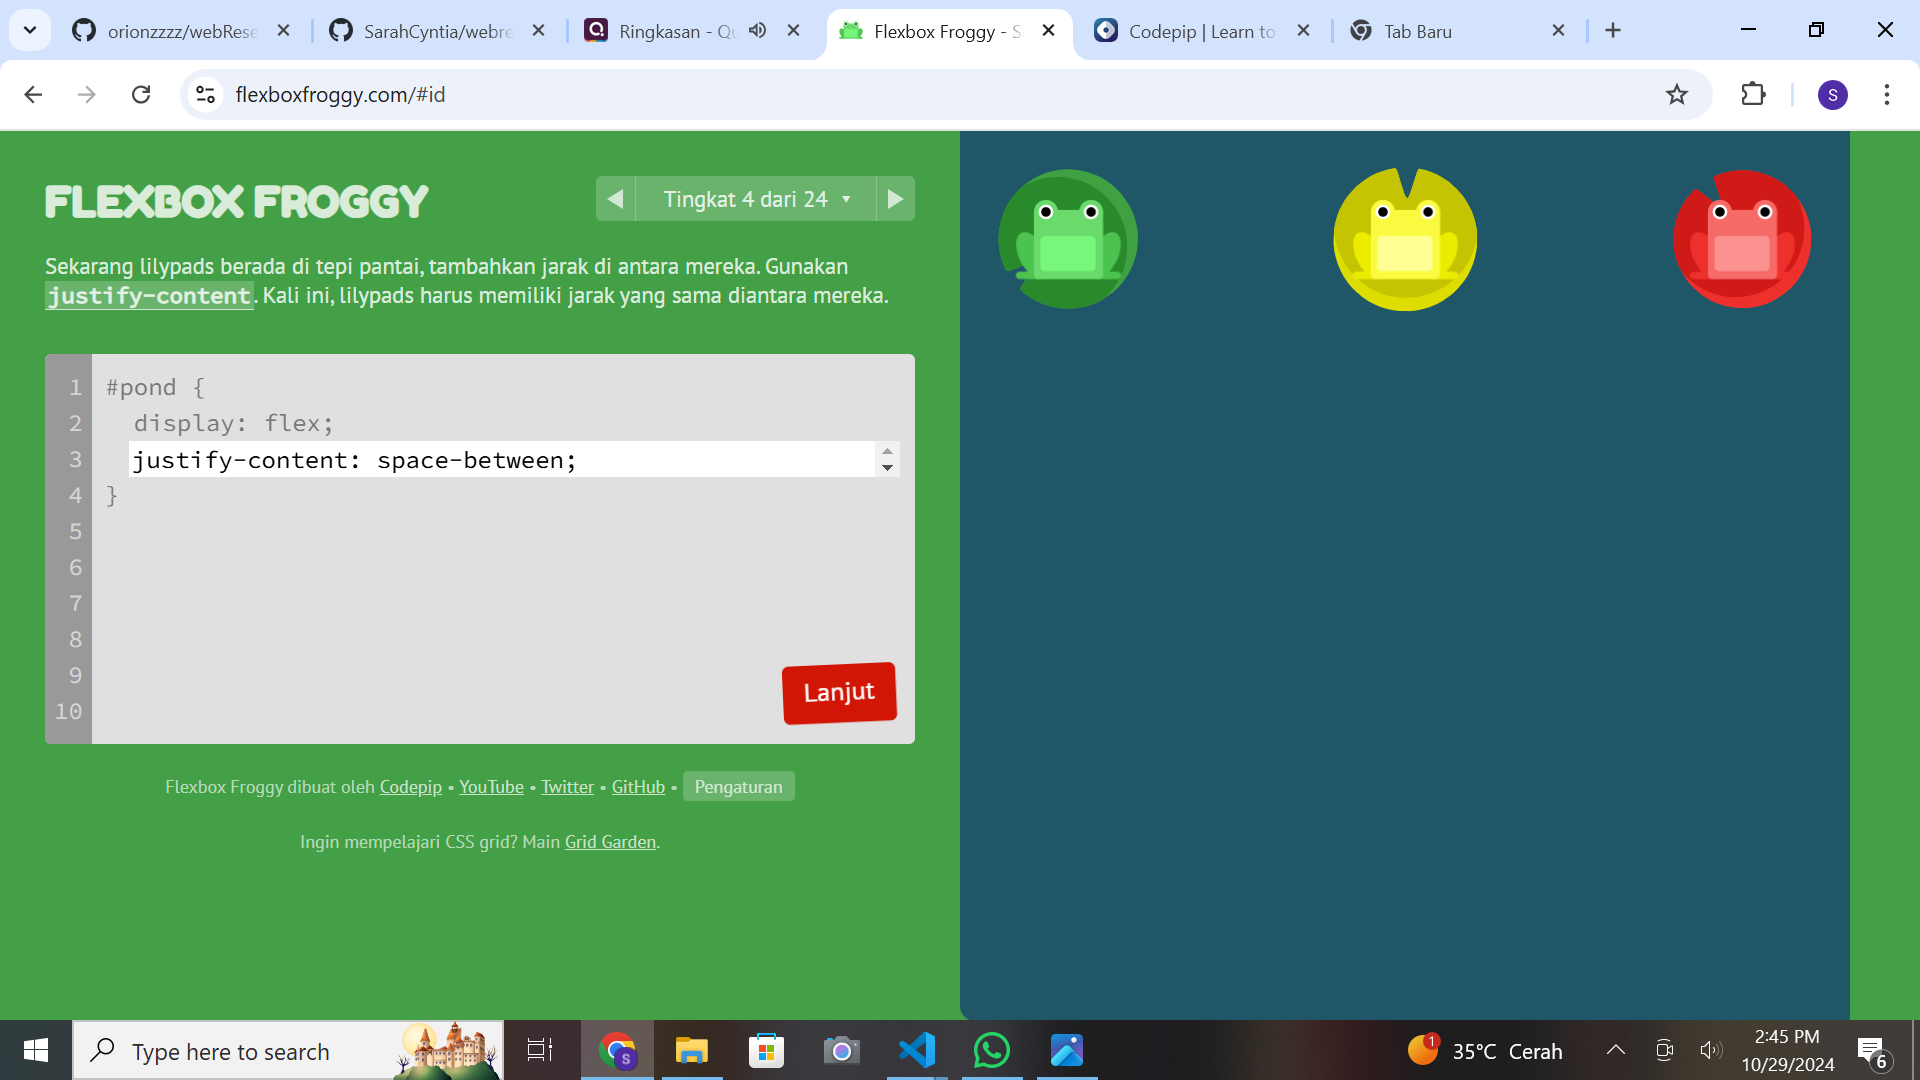 orionzzzz/webRese
SarahCyntia/webre
Ringkasan - Qu
Flexbox Froggy - S
Codepip | Learn to
Tab Baru
flexboxfroggy.com/#id
S
FLEXBOX FROGGY
Tingkat 4 dari 24
Sekarang lilypads berada di tepi pantai, tambahkan jarak di antara mereka. Gunakan
justify-content. Kali ini, lilypads harus memiliki jarak yang sama diantara mereka.
1 #pond {
2 display: flex;
3 justify-content: space-between;
4 }
5
6
7
8
9
10
Lanjut
Flexbox Froggy dibuat oleh Codepip • YouTube • Twitter • GitHub • Pengaturan
Ingin mempelajari CSS grid? Main Grid Garden.
Type here to search
S
1
35°C Cerah
2:45 PM
10/29/2024
6